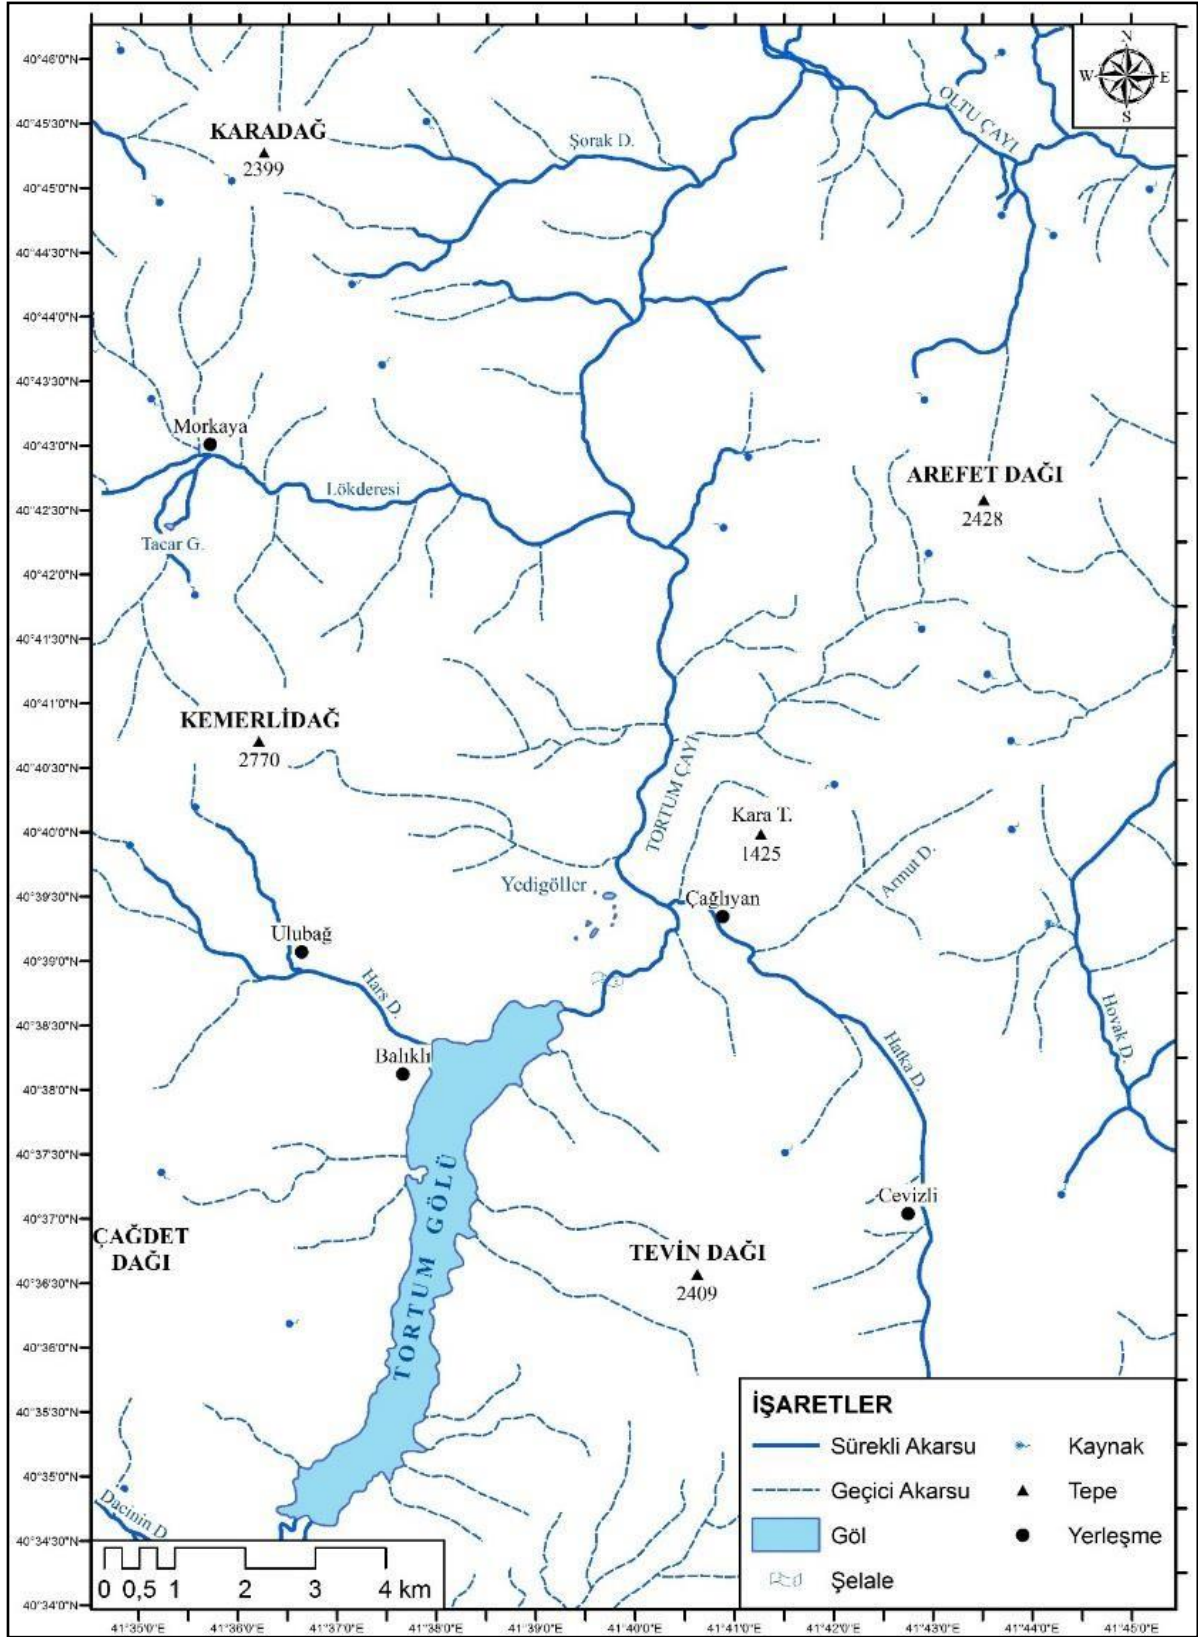 N
W
E
S
40°46'0"N
40°45'30"N
40°45'0"N
40°44'30"N
40°44'0"N
40°43'30"N
40°43'0"N
40°42'30"N
40°42'0"N
40°41'30"N
40°41'0"N
40°40'30"N
40°40'0"N
40°39'30"N
40°39'0"N
40°38'30"N
40°38'0"N
40°37'30"N
40°37'0"N
40°36'30"N
40°36'0"N
40°35'30"N
40°35'0"N
40°34'30"N
40°34'0"N
OLTU ÇAYI
KARADAĞ
2399
Şorak D.
Morkaya
Lökderesi
Tacar G.
AREFET DAĞI
2428
KEMERLİDAĞ
2770
TORTUM ÇAYI
Kara T.
1425
Armut D.
Yedigöller
Çağlıyan
Ulubağ
Hars D.
Hovak D.
Balıklı
Hatka D.
TORTUM GÖLÜ
Cevizli
ÇAĞDET
DAĞI
TEVİN DAĞI
2409
Dacinin D
İŞARETLER
Sürekli Akarsu
Kaynak
Geçici Akarsu
Tepe
Göl
Yerleşme
Şelale
0 0,5 1 2 3 4 km
41°35'0"E
41°36'0"E
41°37'0"E
41°38'0"E
41°39'0"E
41°40'0"E
41°41'0"E
41°42'0"E
41°43'0"E
41°44'0"E
41°45'0"E